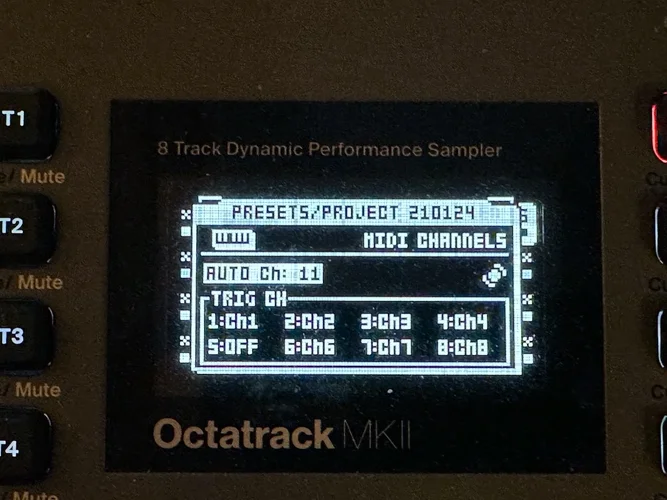 8 Track Dynamic Performance Sampler
PRESETS/PROJECT 210124
MIDI CHANNELS
AUTO Ch: 11
TRIG CH
1:Ch1 2:Ch2 3:Ch3 4:Ch4
5:OFF 6:Ch6 7:Ch7 8:Ch8
Octatrack MKII
T1
Mute
T2
Mute
T3
Mute
T4
Mute